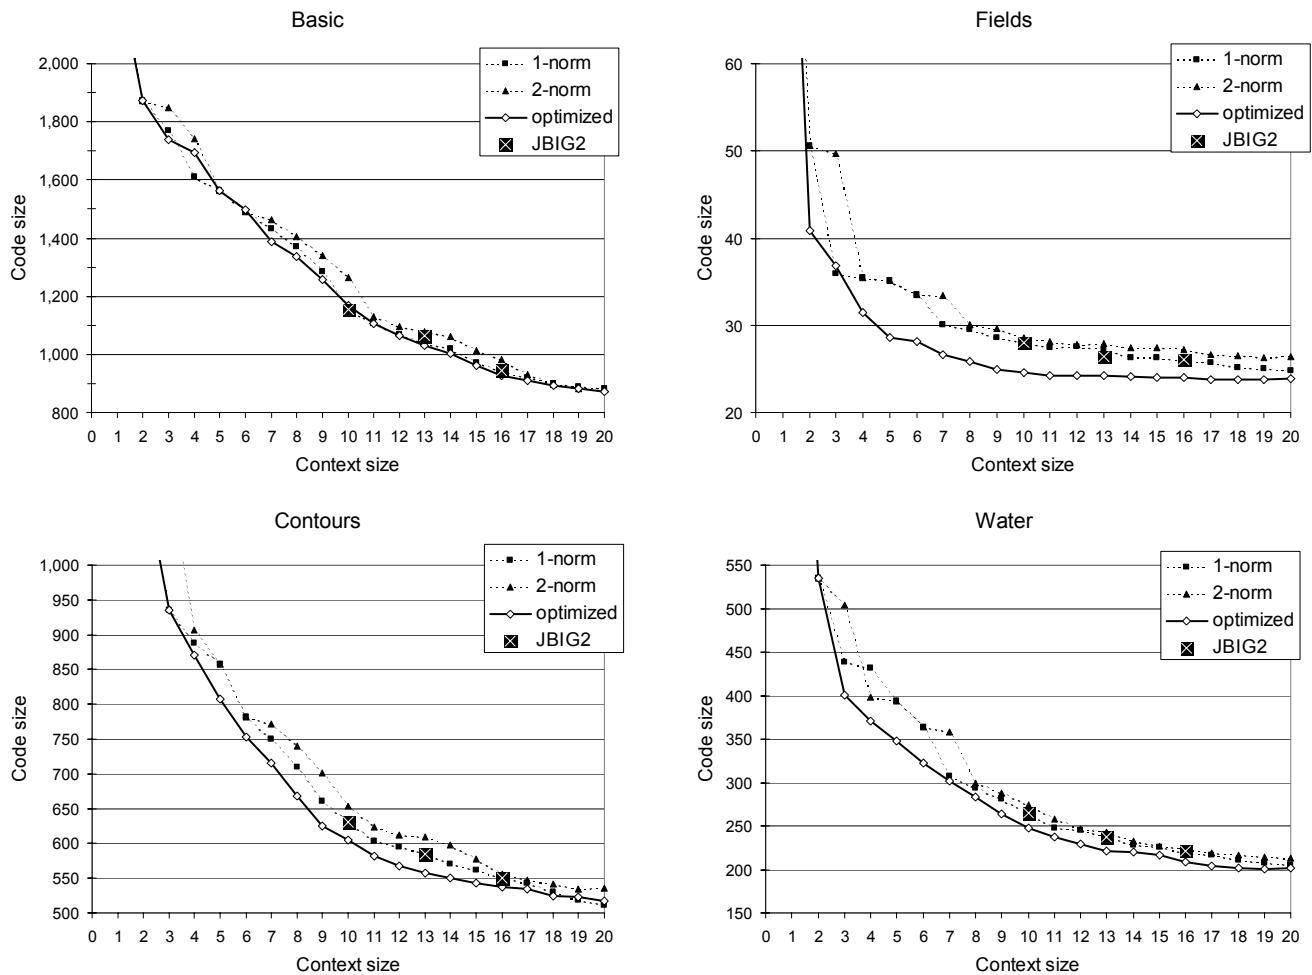 Basic
2,000
1,800
1,600
1,400
1,200
1,000
800
Code size
0 1 2 3 4 5 6 7 8 9 10 11 12 13 14 15 16 17 18 19 20
Context size
1-norm
2-norm
optimized
JBIG2
Fields
60
50
40
30
20
Code size
0 1 2 3 4 5 6 7 8 9 10 11 12 13 14 15 16 17 18 19 20
Context size
1-norm
2-norm
optimized
JBIG2
Contours
1,000
950
900
850
800
750
700
650
600
550
500
Code size
0 1 2 3 4 5 6 7 8 9 10 11 12 13 14 15 16 17 18 19 20
Context size
1-norm
2-norm
optimized
JBIG2
Water
550
500
450
400
350
300
250
200
150
Code size
0 1 2 3 4 5 6 7 8 9 10 11 12 13 14 15 16 17 18 19 20
Context size
1-norm
2-norm
optimized
JBIG2